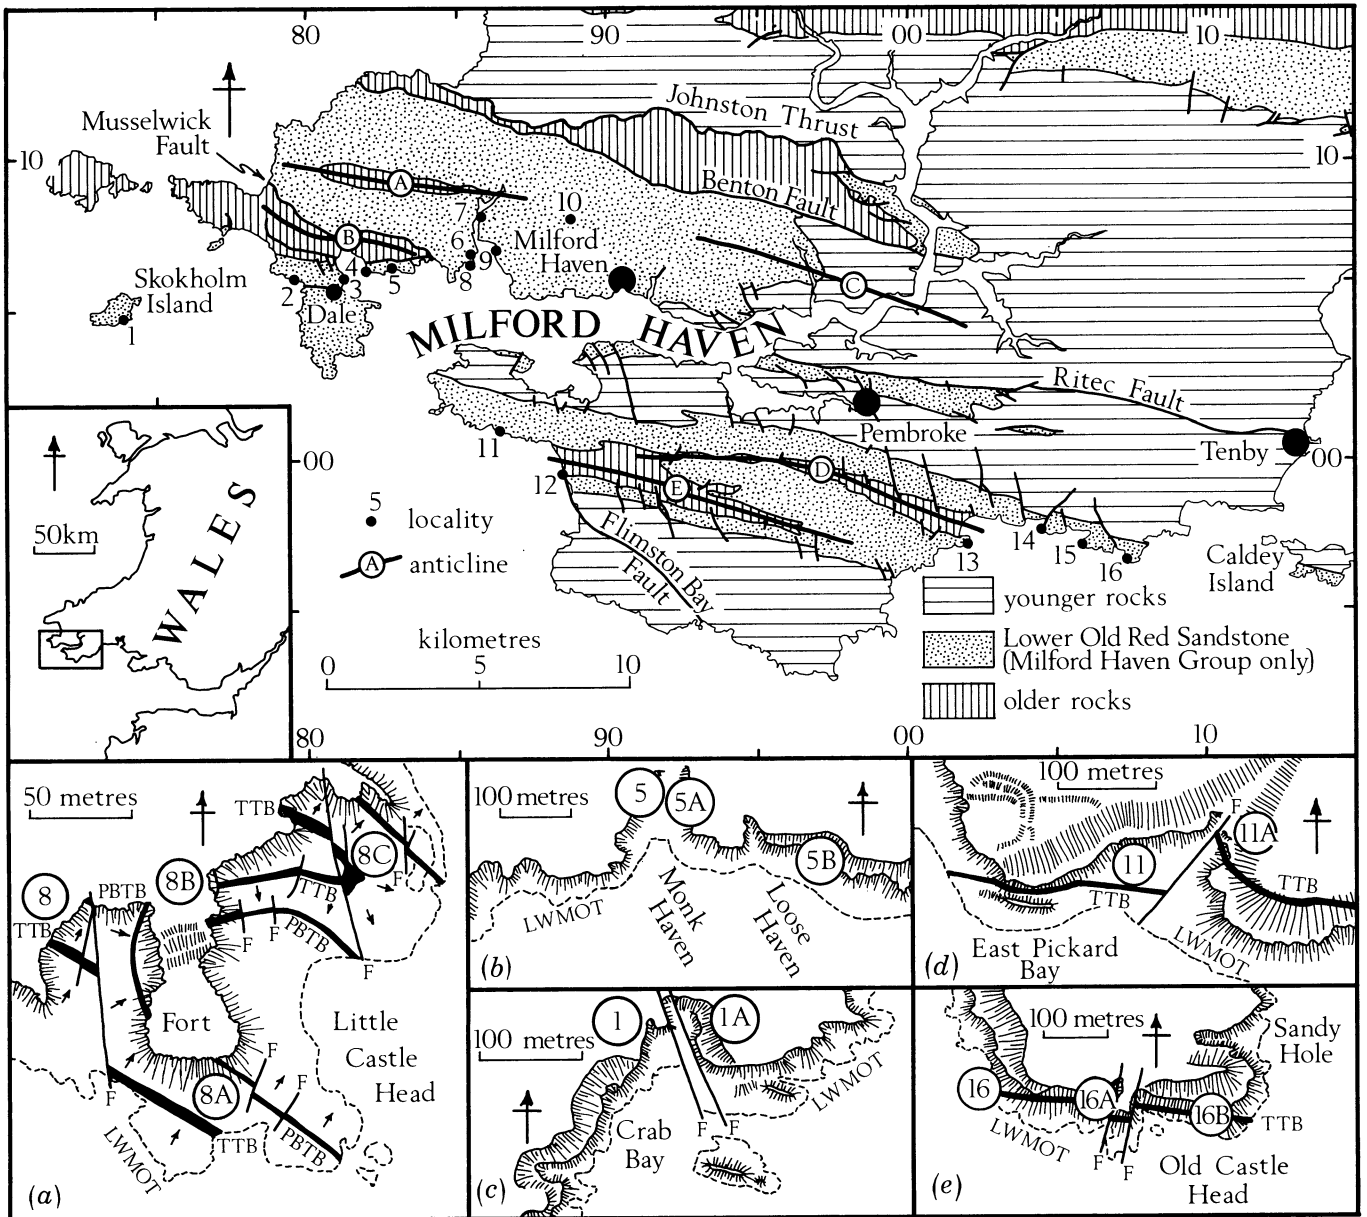 80
90
00
10
Musselwick
Fault
Johnston Thrust
10
10
A
Benton Fault
7
10
B
6
Milford
Haven
9
Skokholm
Island
4
5
8
2
3
Dale
C
1
MILFORD HAVEN
Ritec Fault
Pembroke
11
Tenby
00
00
D
12
E
5
locality
A
anticline
Flimston Bay
Fault
13
14
15
16
Caldey
Island
50km
WALES
kilometres
0
5
10
younger rocks
Lower Old Red Sandstone
(Milford Haven Group only)
older rocks
80
90
00
10
50 metres
TTB
8C
F
8B
8
PBTB
TTB
TTB
F
F
PBTB
F
Fort
Little
Castle
Head
F
F
F
8A
LWMOT
TTB
PBTB
(a)
100 metres
5
5A
5B
LWMOT
Monk
Haven
Loose
Haven
(b)
1
1A
100 metres
LWMOT
F
F
Crab
Bay
(c)
100 metres
F
11A
11
TTB
TTB
LWMOT
East Pickard
Bay
(d)
100 metres
Sandy
Hole
16
16A
16B
TTB
LWMOT
F
F
Old Castle
Head
(e)